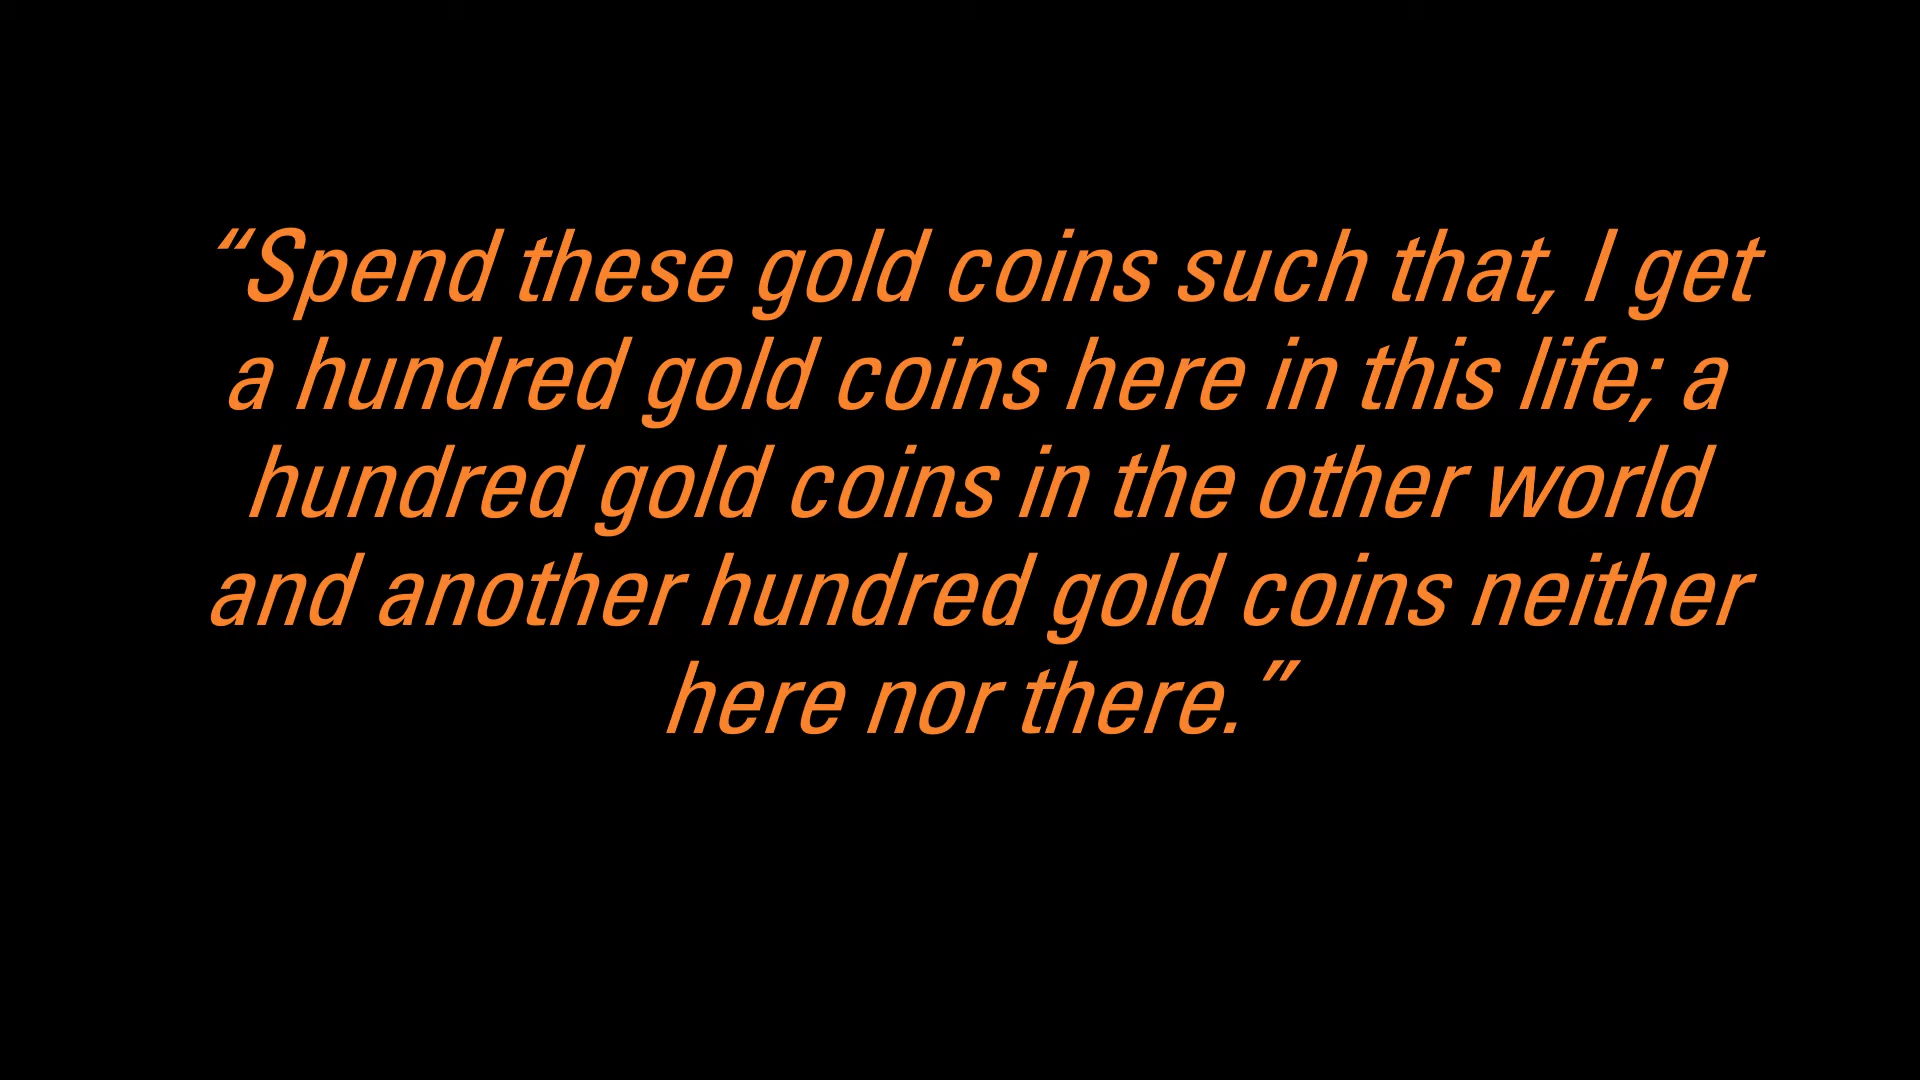 “Spend these gold coins such that, I get
a hundred gold coins here in this life; a
hundred gold coins in the other world
and another hundred gold coins neither
here nor there.”